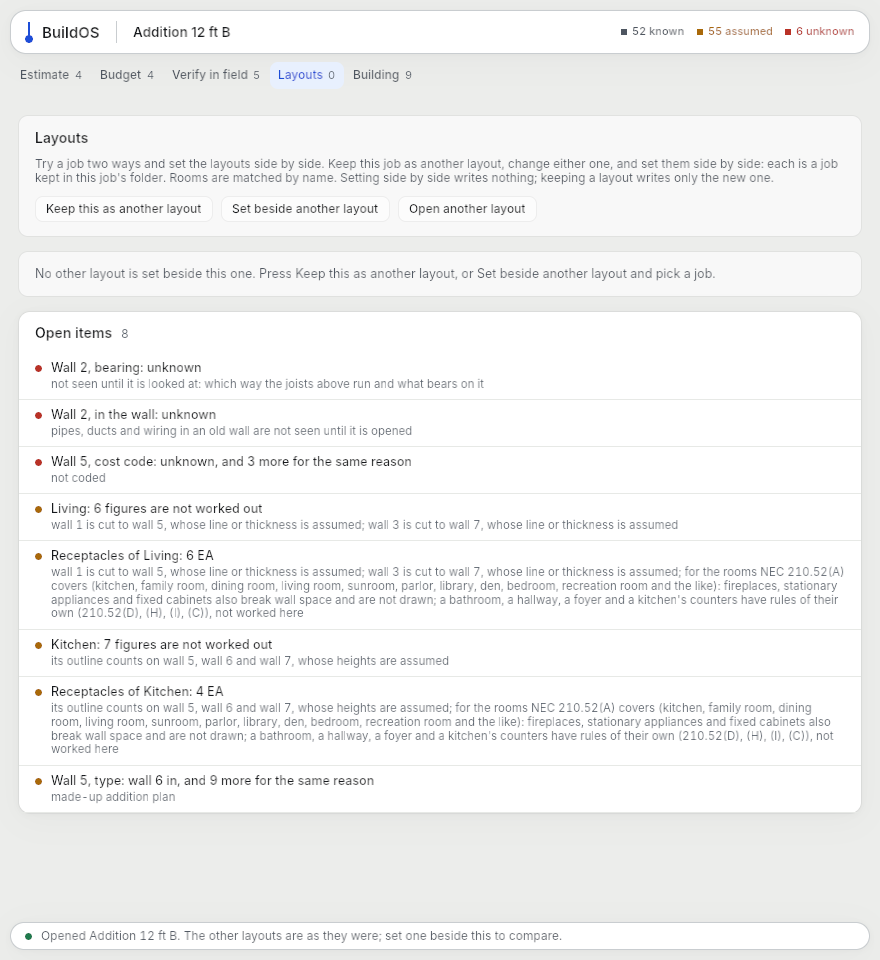 BuildOS
Addition 12 ft B
52 known
55 assumed
6 unknown
Estimate 4
Budget 4
Verify in field 5
Layouts 0
Building 9
Layouts
Try a job two ways and set the layouts side by side. Keep this job as another layout, change either one, and set them side by side: each is a job
kept in this job's folder. Rooms are matched by name. Setting side by side writes nothing; keeping a layout writes only the new one.
Keep this as another layout
Set beside another layout
Open another layout
No other layout is set beside this one. Press Keep this as another layout, or Set beside another layout and pick a job.
Open items 8
Wall 2, bearing: unknown
not seen until it is looked at: which way the joists above run and what bears on it
Wall 2, in the wall: unknown
pipes, ducts and wiring in an old wall are not seen until it is opened
Wall 5, cost code: unknown, and 3 more for the same reason
not coded
Living: 6 figures are not worked out
wall 1 is cut to wall 5, whose line or thickness is assumed; wall 3 is cut to wall 7, whose line or thickness is assumed
Receptacles of Living: 6 EA
wall 1 is cut to wall 5, whose line or thickness is assumed; wall 3 is cut to wall 7, whose line or thickness is assumed; for the rooms NEC 210.52(A)
covers (kitchen, family room, dining room, living room, sunroom, parlor, library, den, bedroom, recreation room and the like): fireplaces, stationary
appliances and fixed cabinets also break wall space and are not drawn; a bathroom, a hallway, a foyer and a kitchen's counters have rules of their
own (210.52(D), (H), (I), (C)), not worked here
Kitchen: 7 figures are not worked out
its outline counts on wall 5, wall 6 and wall 7, whose heights are assumed
Receptacles of Kitchen: 4 EA
its outline counts on wall 5, wall 6 and wall 7, whose heights are assumed; for the rooms NEC 210.52(A) covers (kitchen, family room, dining
room, living room, sunroom, parlor, library, den, bedroom, recreation room and the like): fireplaces, stationary appliances and fixed cabinets also
break wall space and are not drawn; a bathroom, a hallway, a foyer and a kitchen's counters have rules of their own (210.52(D), (H), (I), (C)), not
worked here
Wall 5, type: wall 6 in, and 9 more for the same reason
made-up addition plan
Opened Addition 12 ft B. The other layouts are as they were; set one beside this to compare.